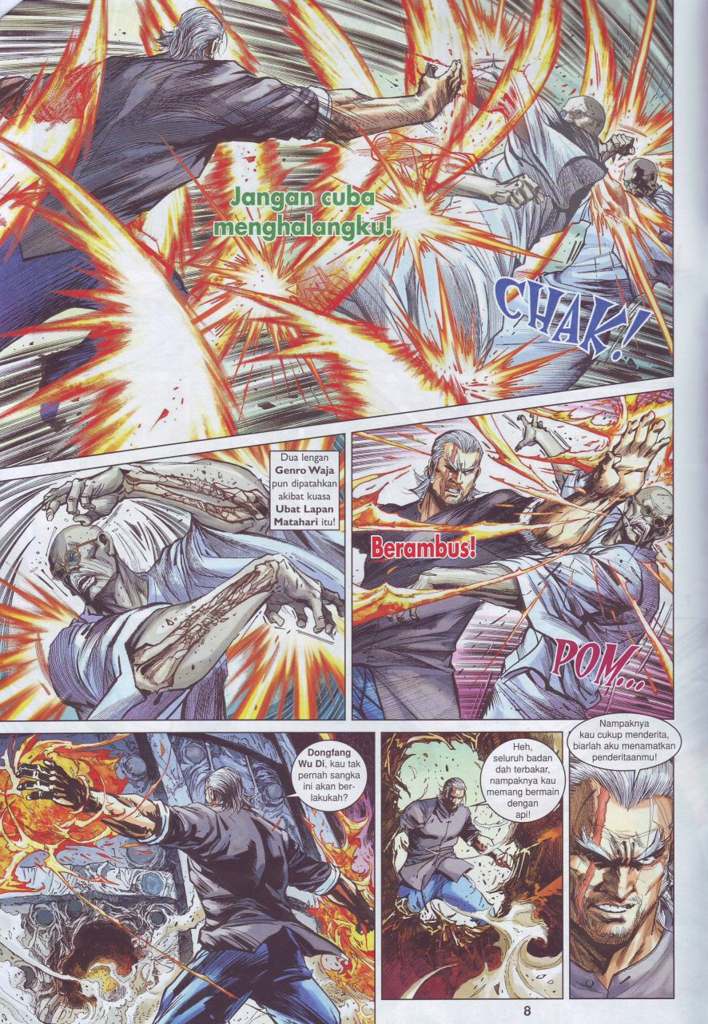 Jangan cuba
menghalangku!
CHAK!
Dua lengan
Genro Waja
pun dipatahkan
akibat kuasa
Ubat Lapan
Matahari itu!
Berambus!
POM...
Dongfang
Wu Di, kau tak
pernah sangka
ini akan ber-
lakukah?
Heh,
seluruh badan
dah terbakar,
nampaknya kau
memang bermain
dengan
api!
Nampaknya
kau cukup menderita,
biarlah aku menamatkan
penderitaanmu!
8